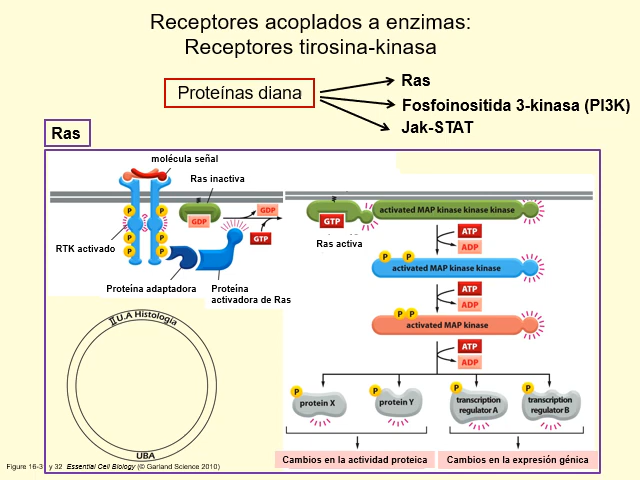 Receptores acoplados a enzimas:
Receptores tirosina-kinasa
Proteínas diana
Ras
Fosfoinositida 3-kinasa (PI3K)
Jak-STAT
Ras
molécula señal
Ras inactiva
P P
P P
P P
GDP
GDP
GTP
RTK activado
Proteína adaptadora
Proteína
activadora de Ras
GTP
Ras activa
activated MAP kinase kinase kinase
ATP
ADP
P P
activated MAP kinase kinase
ATP
ADP
P P
activated MAP kinase
ATP
ADP
P
protein X
P
protein Y
P
transcription
regulator A
P
transcription
regulator B
Cambios en la actividad proteica
Cambios en la expresión génica
II U.A Histología
UBA
y 32 Essential Cell Biology (© Garland Science 2010)